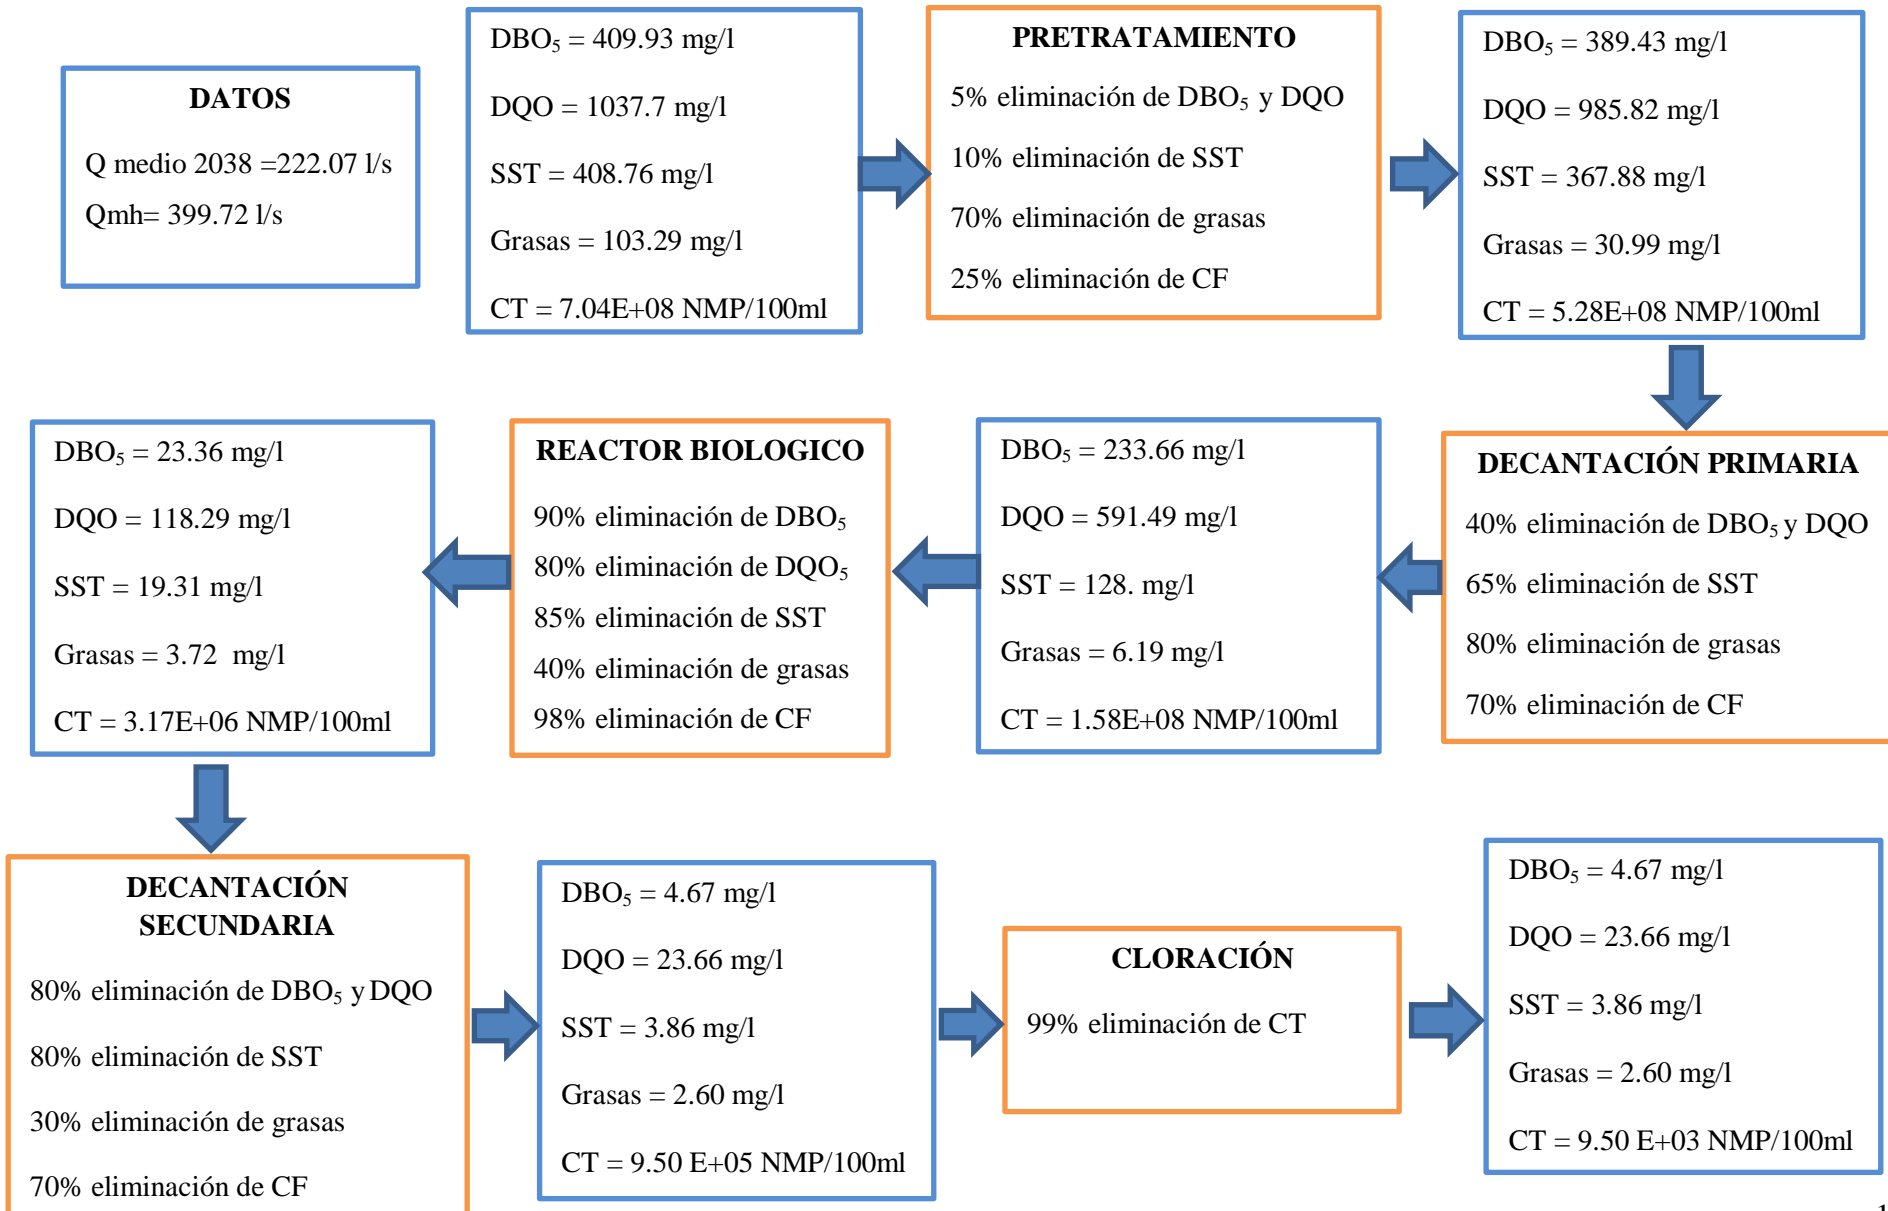 DATOS
Q medio 2038 =222.07 l/s
Qmh= 399.72 l/s
DBO₅ = 409.93 mg/l
DQO = 1037.7 mg/l
SST = 408.76 mg/l
Grasas = 103.29 mg/l
CT = 7.04E+08 NMP/100ml
PRETRATAMIENTO
5% eliminación de DBO₅ y DQO
10% eliminación de SST
70% eliminación de grasas
25% eliminación de CF
DBO₅ = 389.43 mg/l
DQO = 985.82 mg/l
SST = 367.88 mg/l
Grasas = 30.99 mg/l
CT = 5.28E+08 NMP/100ml
DECANTACIÓN PRIMARIA
40% eliminación de DBO₅ y DQO
65% eliminación de SST
80% eliminación de grasas
70% eliminación de CF
DBO₅ = 233.66 mg/l
DQO = 591.49 mg/l
SST = 128. mg/l
Grasas = 6.19 mg/l
CT = 1.58E+08 NMP/100ml
REACTOR BIOLOGICO
90% eliminación de DBO₅
80% eliminación de DQO₅
85% eliminación de SST
40% eliminación de grasas
98% eliminación de CF
DBO₅ = 23.36 mg/l
DQO = 118.29 mg/l
SST = 19.31 mg/l
Grasas = 3.72 mg/l
CT = 3.17E+06 NMP/100ml
DECANTACIÓN
SECUNDARIA
80% eliminación de DBO₅ y DQO
80% eliminación de SST
30% eliminación de grasas
70% eliminación de CF
DBO₅ = 4.67 mg/l
DQO = 23.66 mg/l
SST = 3.86 mg/l
Grasas = 2.60 mg/l
CT = 9.50 E+05 NMP/100ml
CLORACIÓN
99% eliminación de CT
DBO₅ = 4.67 mg/l
DQO = 23.66 mg/l
SST = 3.86 mg/l
Grasas = 2.60 mg/l
CT = 9.50 E+03 NMP/100ml